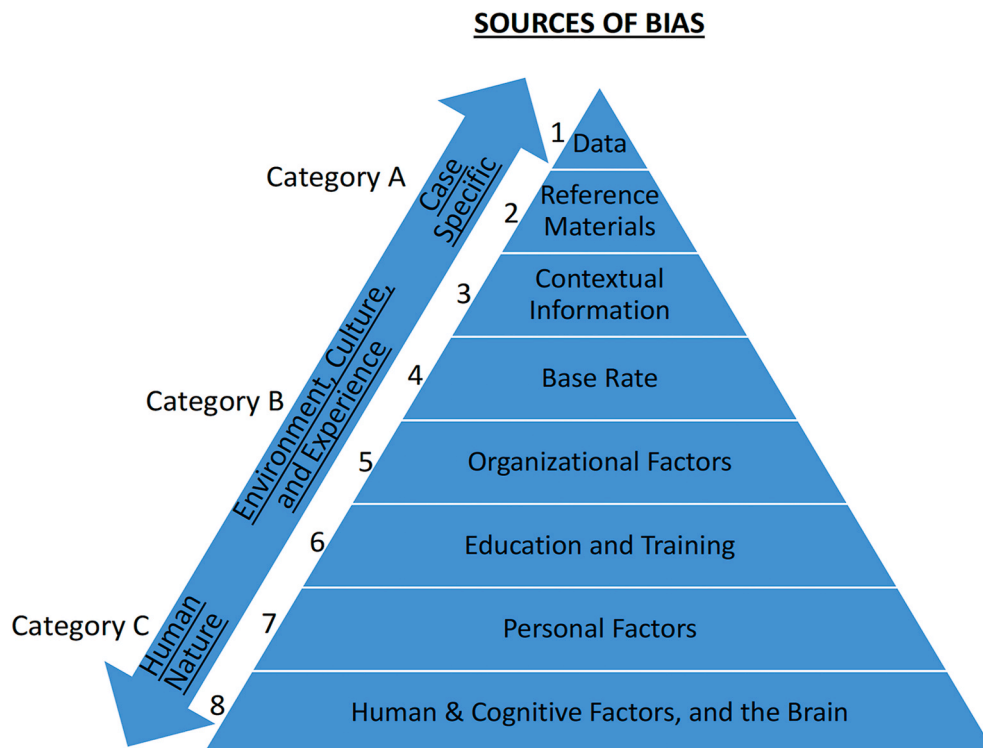 SOURCES OF BIAS
1
Data
Category A
Case
Specific
2
Reference
Materials
3
Contextual
Information
4
Base Rate
Category B
Environment, Culture,
and Experience
5
Organizational Factors
6
Education and Training
Category C
Human
Nature
7
Personal Factors
8
Human & Cognitive Factors, and the Brain